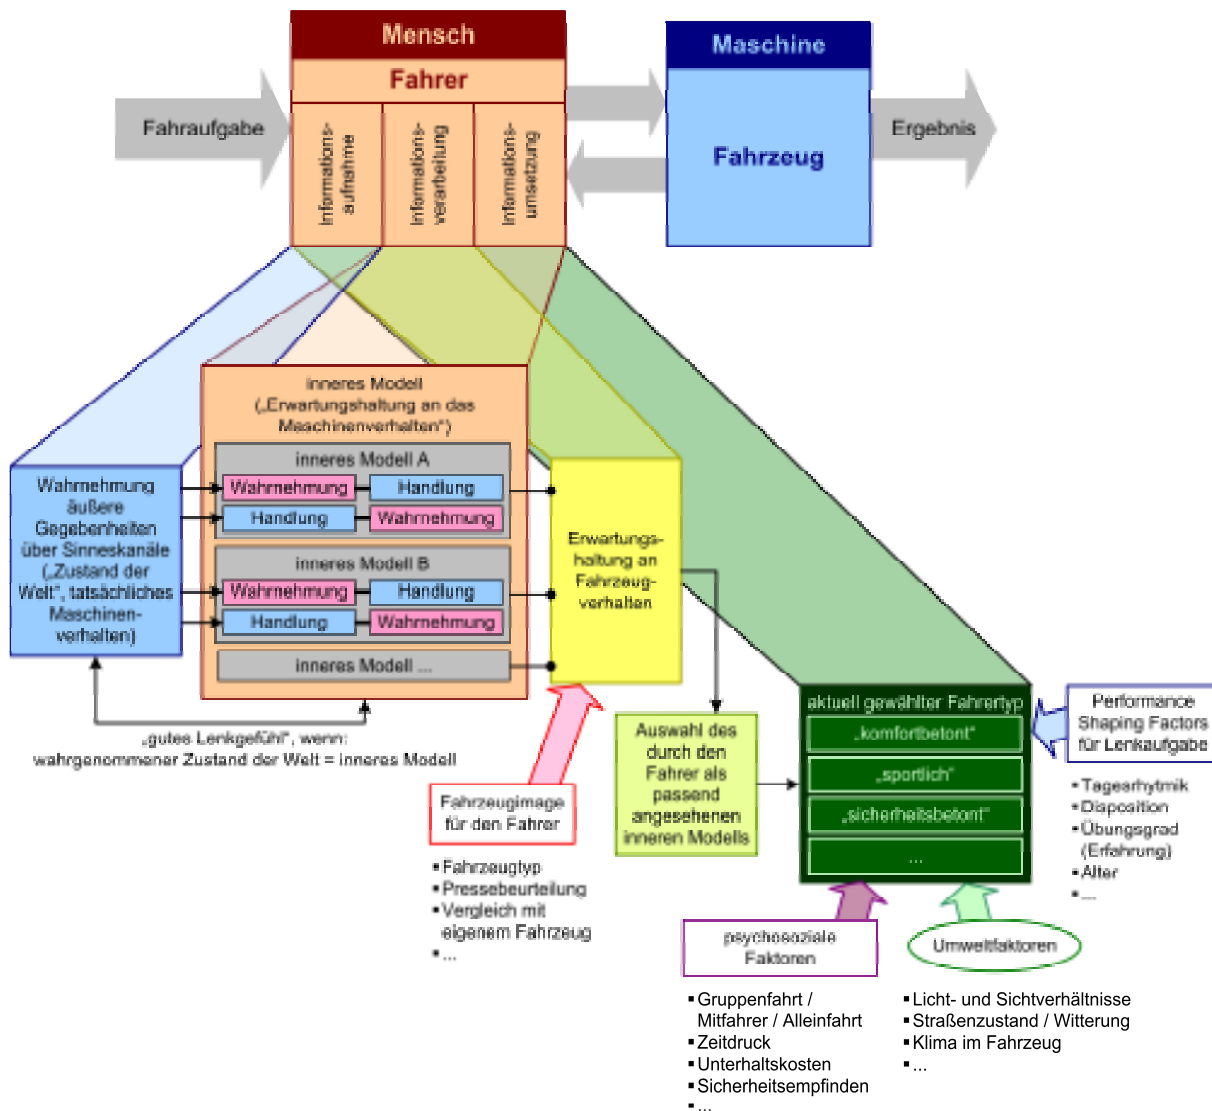 Mensch
Fahrer
Maschine
Fahrzeug
Fahraufgabe
Informations-
aufnahme
Informations-
verarbeitung
Informations-
umsetzung
Ergebnis
inneres Modell
(„Erwartungshaltung an das
Maschinenverhalten“)
inneres Modell A
Wahrnehmung
Handlung
Handlung
Wahrnehmung
inneres Modell B
Wahrnehmung
Handlung
Handlung
Wahrnehmung
inneres Modell ...
Wahrnehmung
äußere
Gegebenheiten
über Sinneskanäle
(„Zustand der
Welt“, tatsächliches
Maschinen-
verhalten)
Erwartungs-
haltung an
Fahrzeug-
verhalten
„gutes Lenkgefühl“, wenn:
wahrgenommener Zustand der Welt = inneres Modell
Fahrzeugimage
für den Fahrer
▪ Fahrzeugtyp
▪ Pressebeurteilung
▪ Vergleich mit
eigenem Fahrzeug
▪ ...
Auswahl des
durch den
Fahrer als
passend
angesehenen
inneren Modells
aktuell gewählter Fahrertyp
„komfortbetont“
„sportlich“
„sicherheitsbetont“
...
Performance
Shaping Factors
für Lenkaufgabe
▪ Tagesrhytmik
▪ Disposition
▪ Übungsgrad
(Erfahrung)
▪ Alter
▪ ...
psychosoziale
Faktoren
▪ Gruppenfahrt /
Mitfahrer / Alleinfahrt
▪ Zeitdruck
▪ Unterhaltskosten
▪ Sicherheitsempfinden
▪ ...
Umweltfaktoren
▪ Licht- und Sichtverhältnisse
▪ Straßenzustand / Witterung
▪ Klima im Fahrzeug
▪ ...